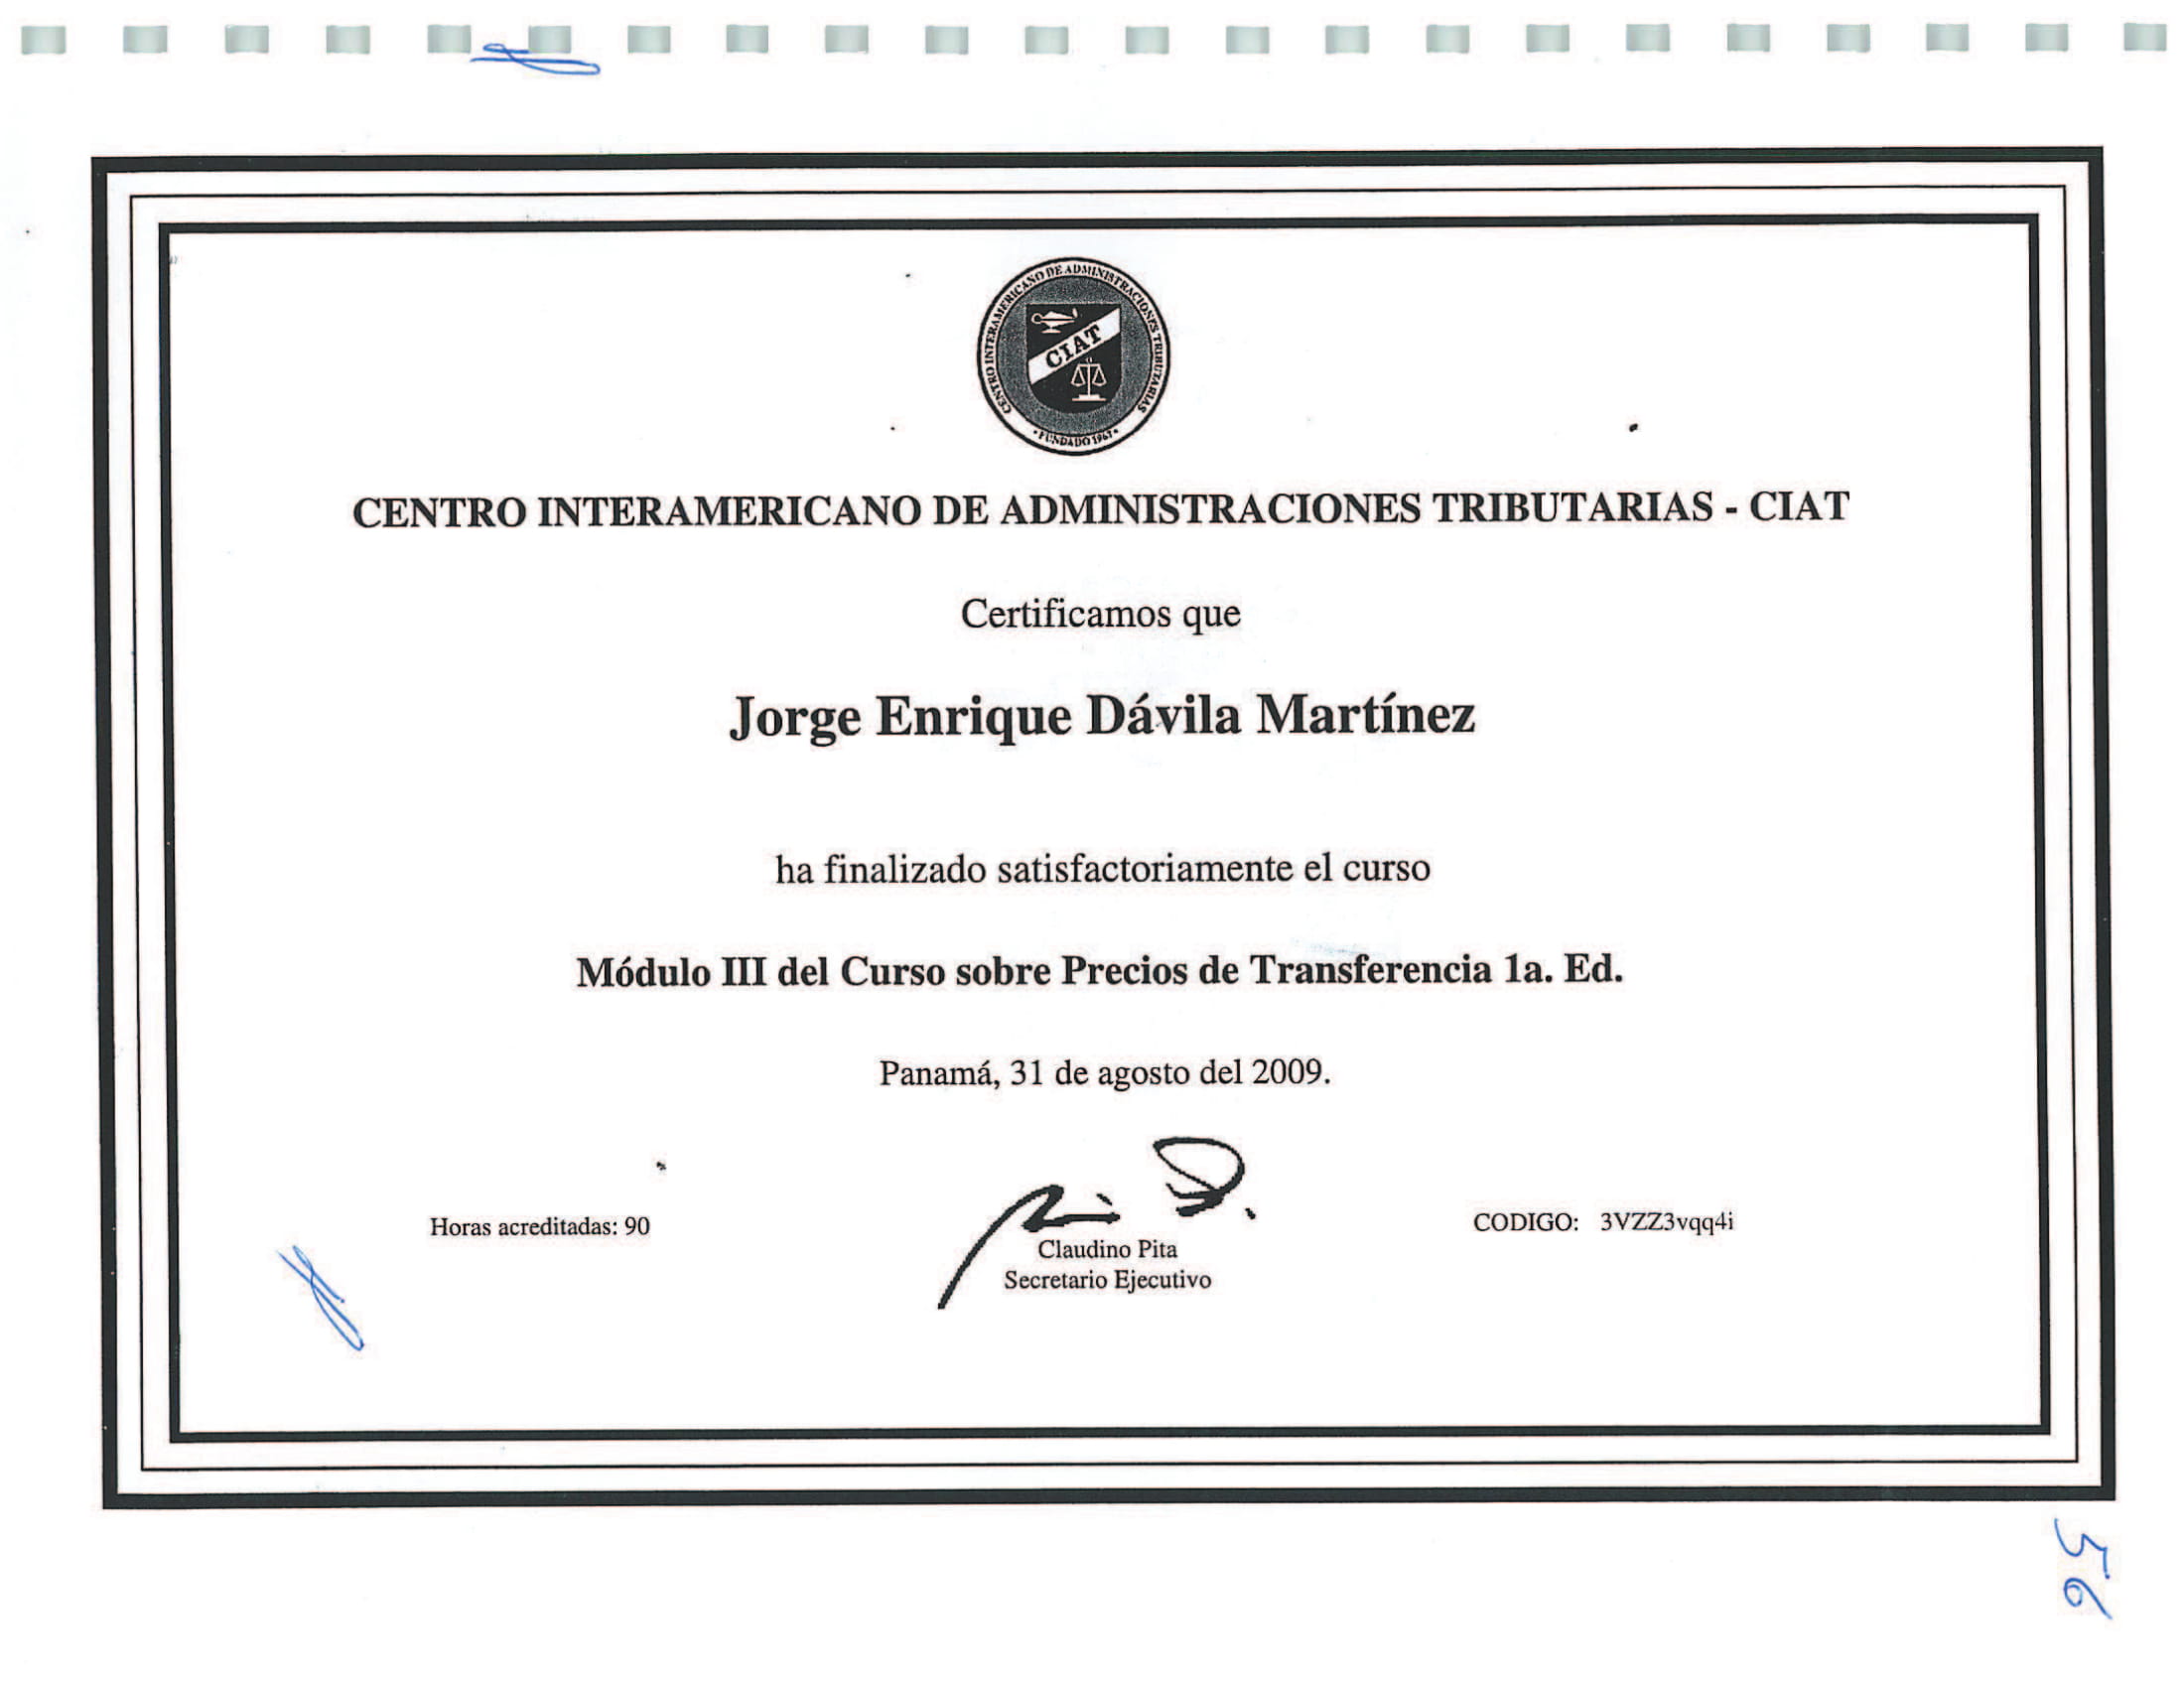 CENTRO INTERAMERICANO DE ADMINISTRACIONES TRIBUTARIAS
CIAT
• FUNDADO 1967 •
CENTRO INTERAMERICANO DE ADMINISTRACIONES TRIBUTARIAS - CIAT
Certificamos que
Jorge Enrique Dávila Martínez
ha finalizado satisfactoriamente el curso
Módulo III del Curso sobre Precios de Transferencia 1a. Ed.
Panamá, 31 de agosto del 2009.
Horas acreditadas: 90
Claudino Pita
Secretario Ejecutivo
CODIGO: 3VZZ3vqq4i
56